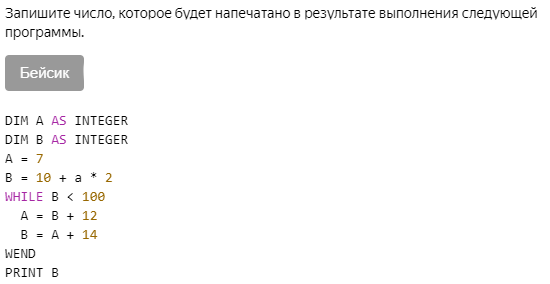 Запишите число, которое будет напечатано в результате выполнения следующей
программы.
Бейсик
DIM A AS INTEGER
DIM B AS INTEGER
A = 7
B = 10 + a * 2
WHILE B < 100
  A = B + 12
  B = A + 14
WEND
PRINT B